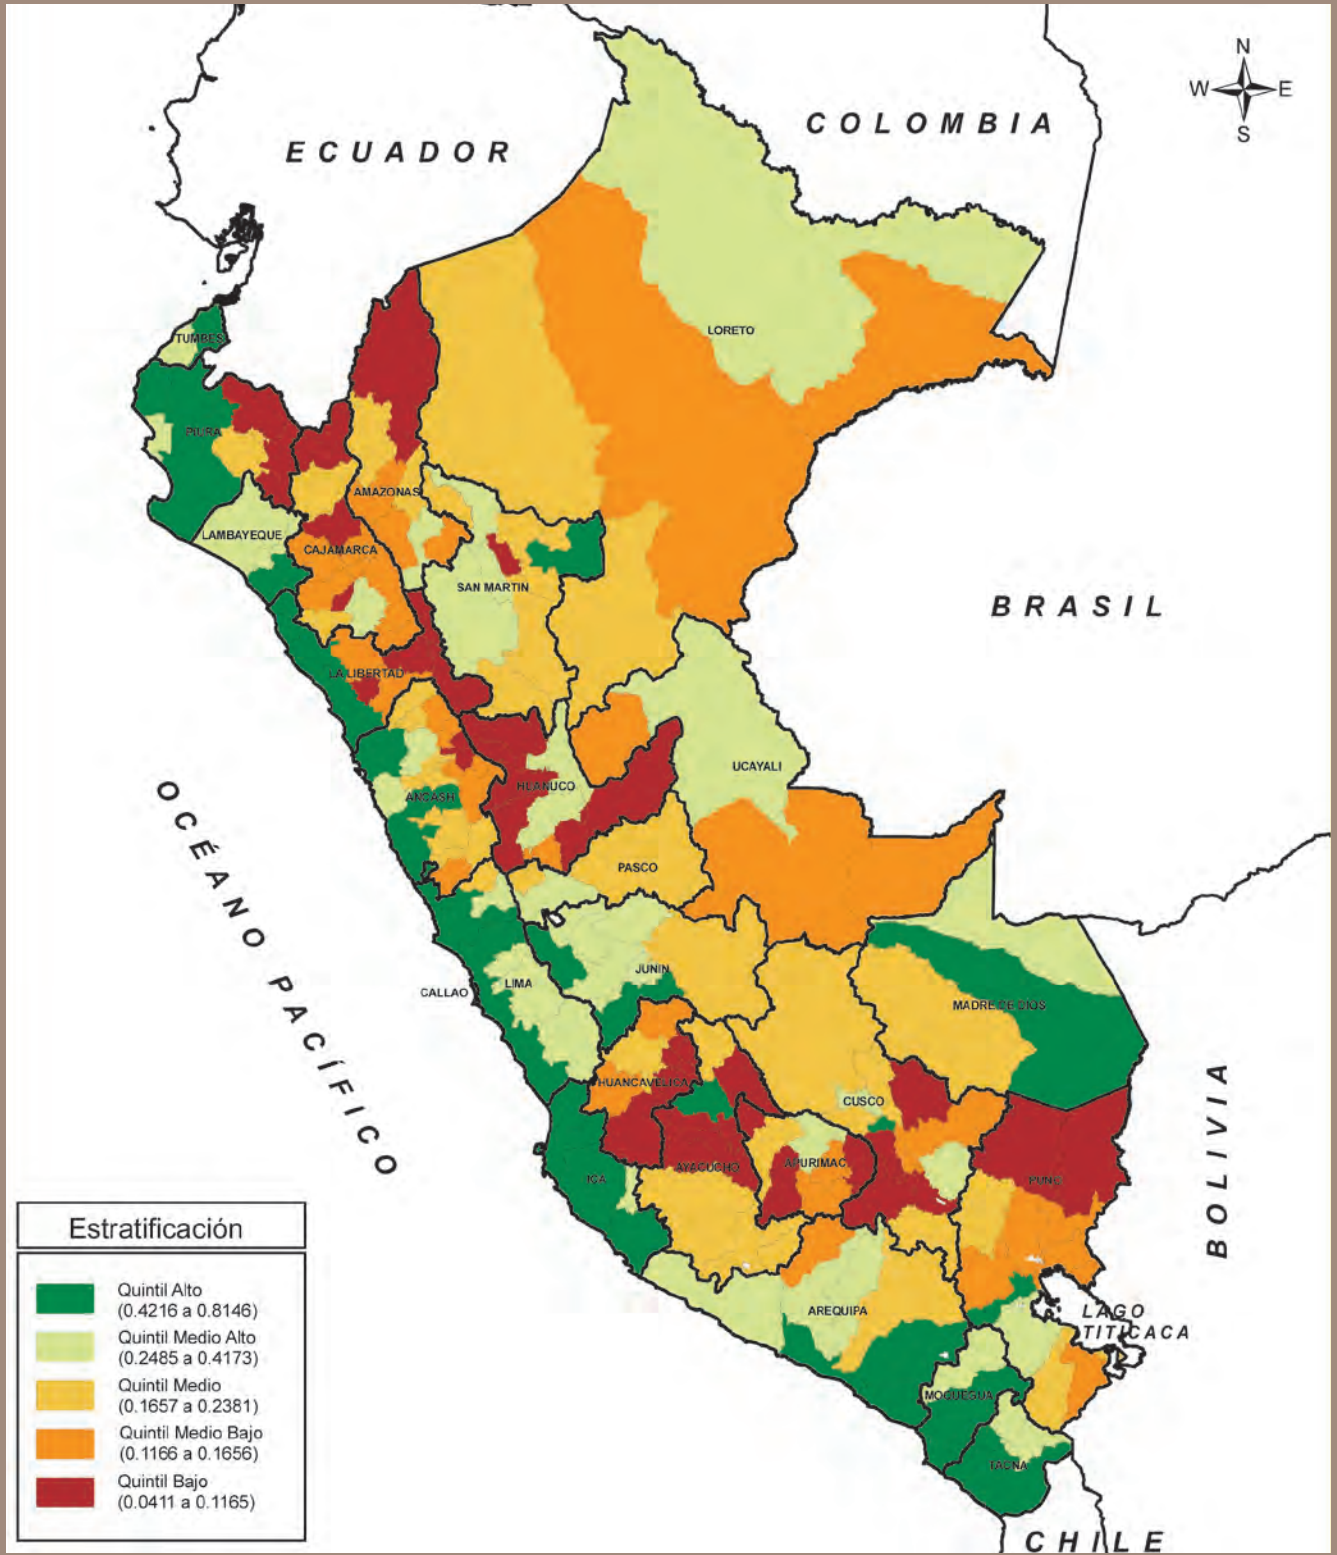 N
W E
S
COLOMBIA
ECUADOR
LORETO
TUMBES
PIURA
AMAZONAS
LAMBAYEQUE
CAJAMARCA
SAN MARTIN
BRASIL
LA LIBERTAD
UCAYALI
HUANUCO
ANCASH
PASCO
OCÉANO PACÍFICO
JUNIN
LIMA
CALLAO
MADRE DE DIOS
HUANCAVELICA
CUSCO
BOLIVIA
AYACUCHO
APURIMAC
ICA
PUNO
Estratificación
Quintil Alto
(0.4216 a 0.8146)
Quintil Medio Alto
(0.2485 a 0.4173)
Quintil Medio
(0.1657 a 0.2381)
Quintil Medio Bajo
(0.1166 a 0.1656)
Quintil Bajo
(0.0411 a 0.1165)
AREQUIPA
LAGO
TITICACA
MOQUEGUA
TACNA
CHILE